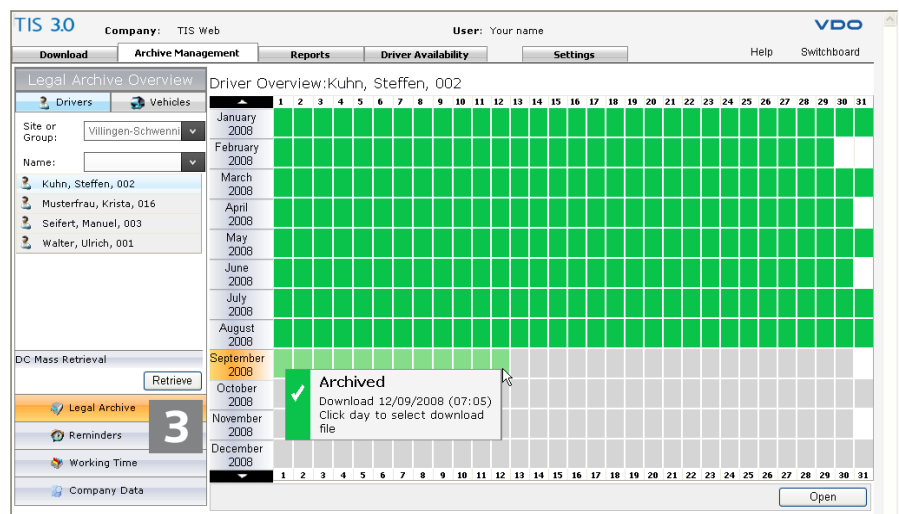 TIS 3.0 Company: TIS Web User: Your name VDO
Download Archive Management Reports Driver Availability Settings Help Switchboard
Legal Archive Overview
Drivers Vehicles
Site or Group: Villingen-Schwenni
Name:
Kuhn, Steffen, 002
Musterfrau, Krista, 016
Seifert, Manuel, 003
Walter, Ulrich, 001
DC Mass Retrieval
Retrieve
Legal Archive
Reminders
3
Working Time
Company Data
Driver Overview:Kuhn, Steffen, 002
1 2 3 4 5 6 7 8 9 10 11 12 13 14 15 16 17 18 19 20 21 22 23 24 25 26 27 28 29 30 31
January
2008
February
2008
March
2008
April
2008
May
2008
June
2008
July
2008
August
2008
September
2008
October
2008
November
2008
December
2008
Archived
Download 12/09/2008 (07:05)
Click day to select download
file
1 2 3 4 5 6 7 8 9 10 11 12 13 14 15 16 17 18 19 20 21 22 23 24 25 26 27 28 29 30 31
Open